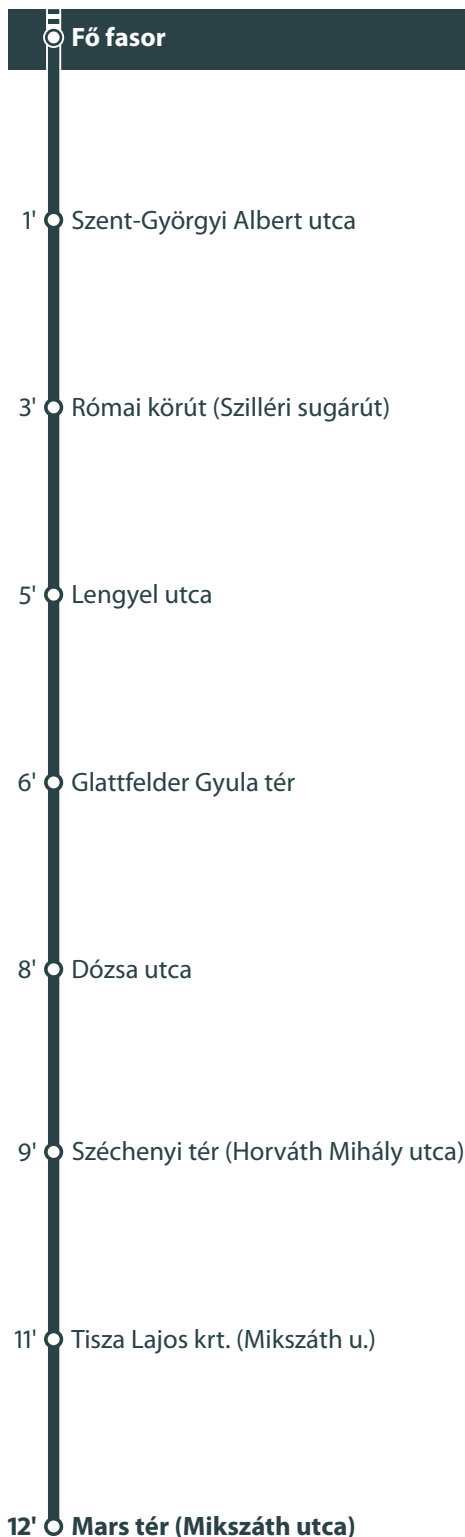 Fő fasor
1' Szent-Györgyi Albert utca
3' Római körút (Szilléri sugárút)
5' Lengyel utca
6' Glattfelder Gyula tér
8' Dózsa utca
9' Széchenyi tér (Horváth Mihály utca)
11' Tisza Lajos krt. (Mikszáth u.)
12' Mars tér (Mikszáth utca)